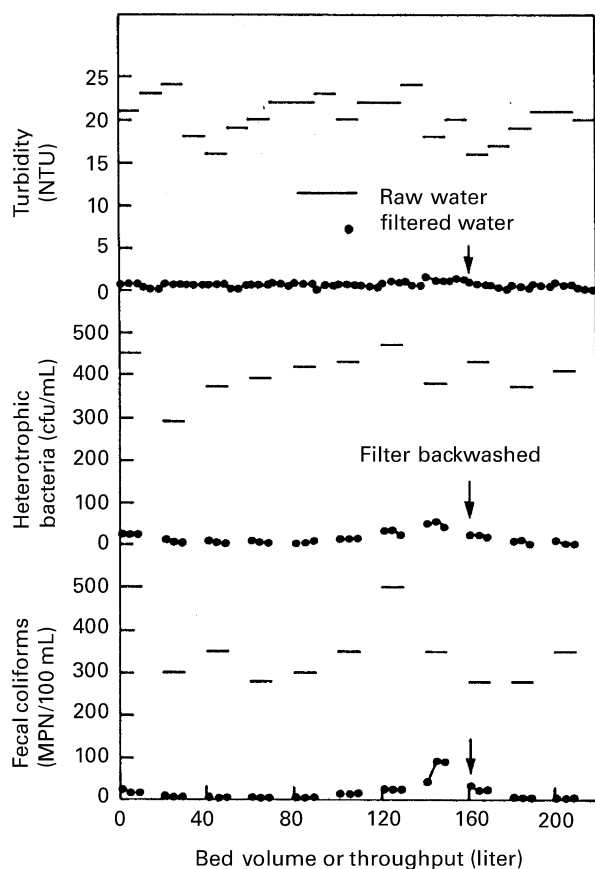 Turbidity
(NTU)
25
20
15
10
5
0
Raw water
filtered water
Heterotrophic
bacteria (cfu/mL)
500
400
300
200
100
0
Filter backwashed
Fecal coliforms
(MPN/100 mL)
500
400
300
200
100
0
0 40 80 120 160 200
Bed volume or throughput (liter)